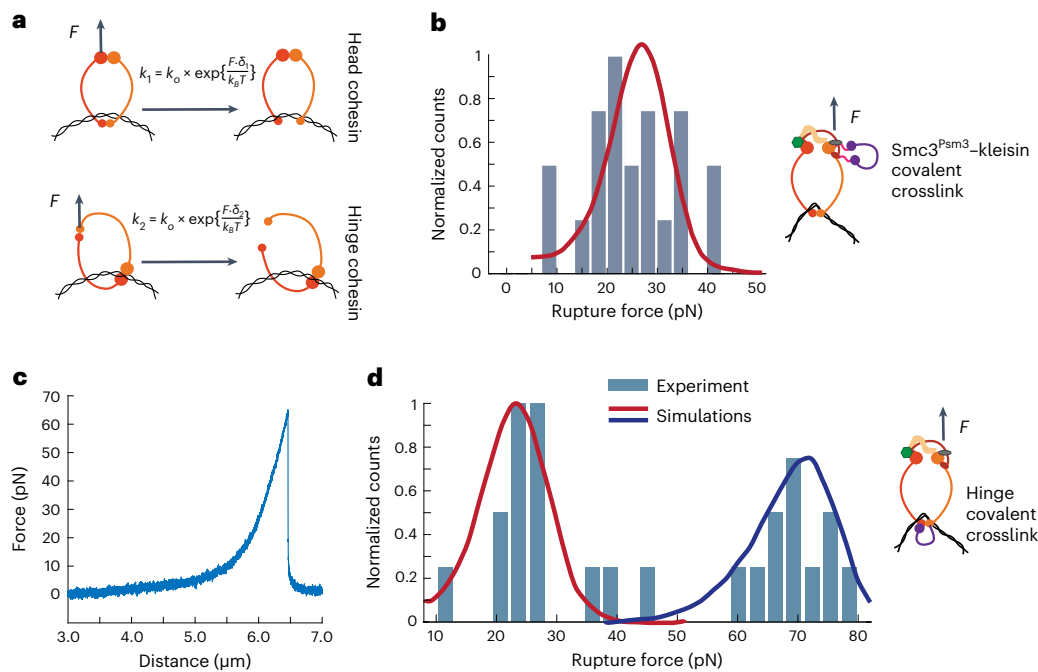 a
F
k1 = ko × exp{F·δ1/kBT}
Head cohesin
F
k2 = ko × exp{F·δ2/kBT}
Hinge cohesin
b
1
0.8
0.6
0.4
0.2
0
Normalized counts
0 10 20 30 40 50
Rupture force (pN)
F
Smc3Psm3–kleisin
covalent
crosslink
c
70
60
50
40
30
20
10
0
Force (pN)
3.0 4.0 5.0 6.0 7.0
Distance (µm)
d
Experiment
Simulations
1
0.8
0.6
0.4
0.2
0
Normalized counts
10 20 30 40 50 60 70 80
Rupture force (pN)
F
Hinge
covalent
crosslink